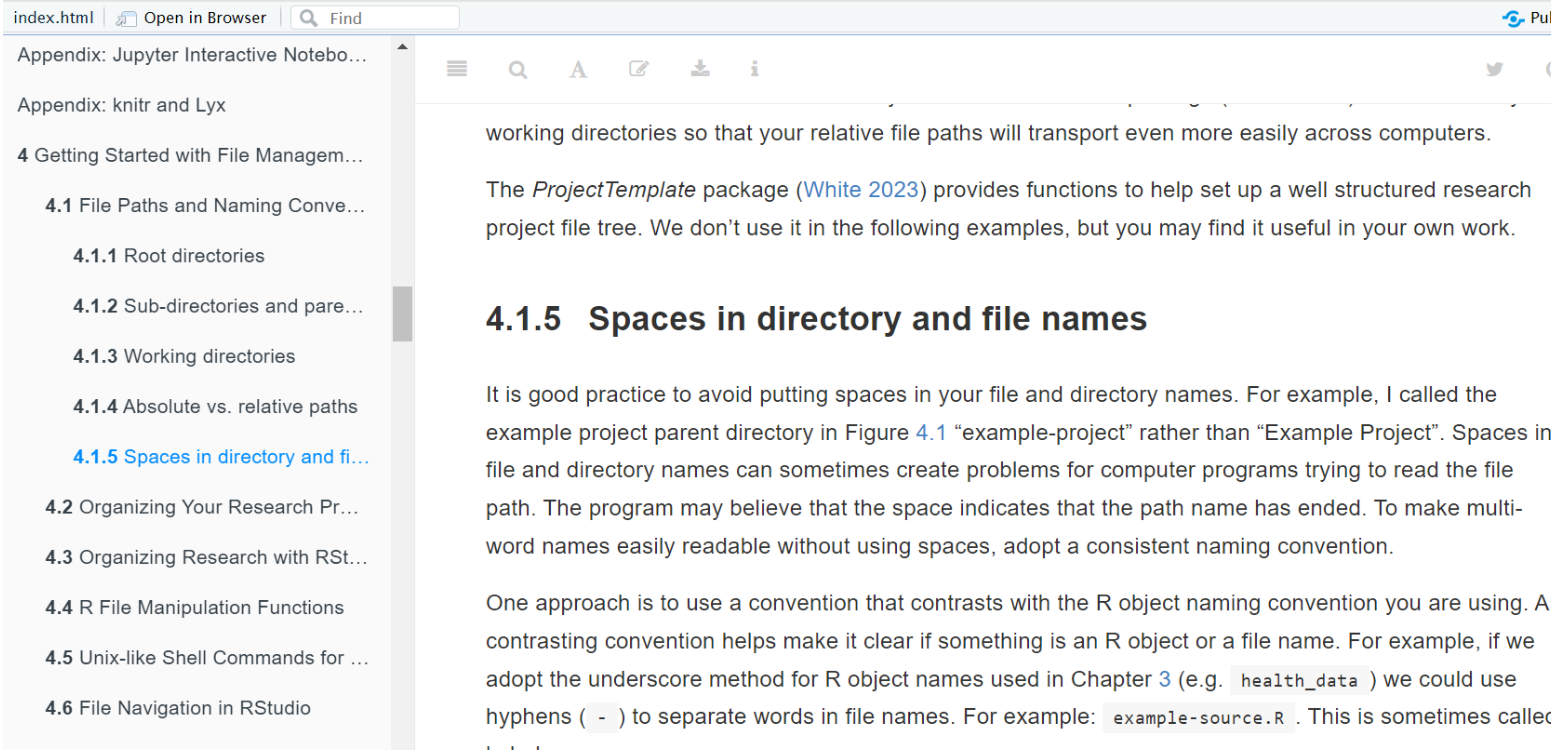 index.html Open in Browser Find
Appendix: Jupyter Interactive Notebo…
Appendix: knitr and Lyx
4 Getting Started with File Managem…
4.1 File Paths and Naming Conve…
4.1.1 Root directories
4.1.2 Sub-directories and pare…
4.1.3 Working directories
4.1.4 Absolute vs. relative paths
4.1.5 Spaces in directory and fi…
4.2 Organizing Your Research Pr…
4.3 Organizing Research with RSt…
4.4 R File Manipulation Functions
4.5 Unix-like Shell Commands for …
4.6 File Navigation in RStudio
working directories so that your relative file paths will transport even more easily across computers.
The ProjectTemplate package (White 2023) provides functions to help set up a well structured research
project file tree. We don’t use it in the following examples, but you may find it useful in your own work.
4.1.5 Spaces in directory and file names
It is good practice to avoid putting spaces in your file and directory names. For example, I called the
example project parent directory in Figure 4.1 “example-project” rather than “Example Project”. Spaces in
file and directory names can sometimes create problems for computer programs trying to read the file
path. The program may believe that the space indicates that the path name has ended. To make multi-
word names easily readable without using spaces, adopt a consistent naming convention.
One approach is to use a convention that contrasts with the R object naming convention you are using. A
contrasting convention helps make it clear if something is an R object or a file name. For example, if we
adopt the underscore method for R object names used in Chapter 3 (e.g. health_data ) we could use
hyphens ( - ) to separate words in file names. For example: example-source.R . This is sometimes called